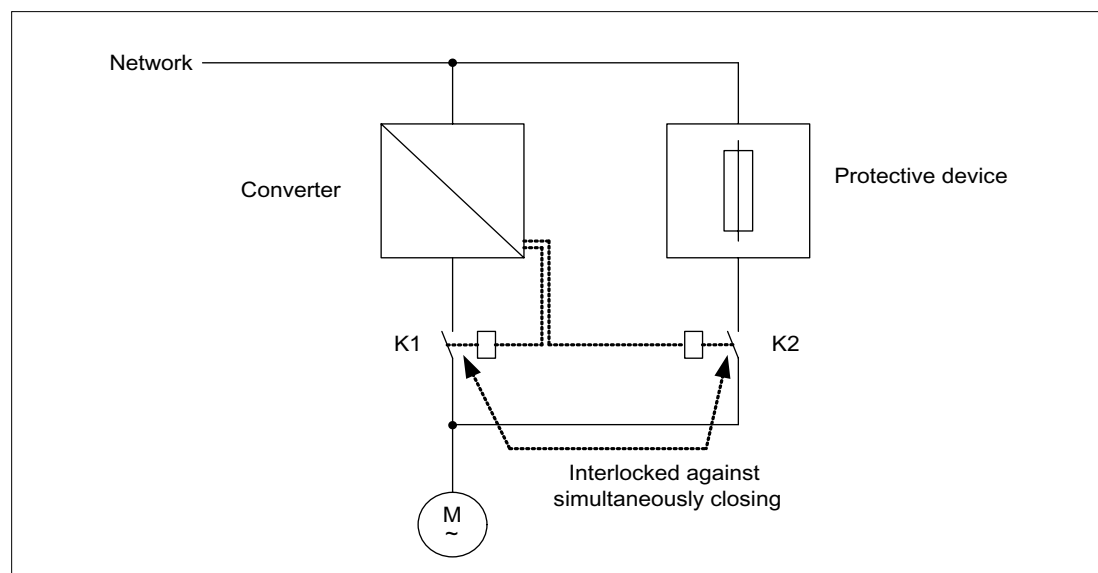 Network
Converter
Protective device
K1
K2
Interlocked against
simultaneously closing
M
~